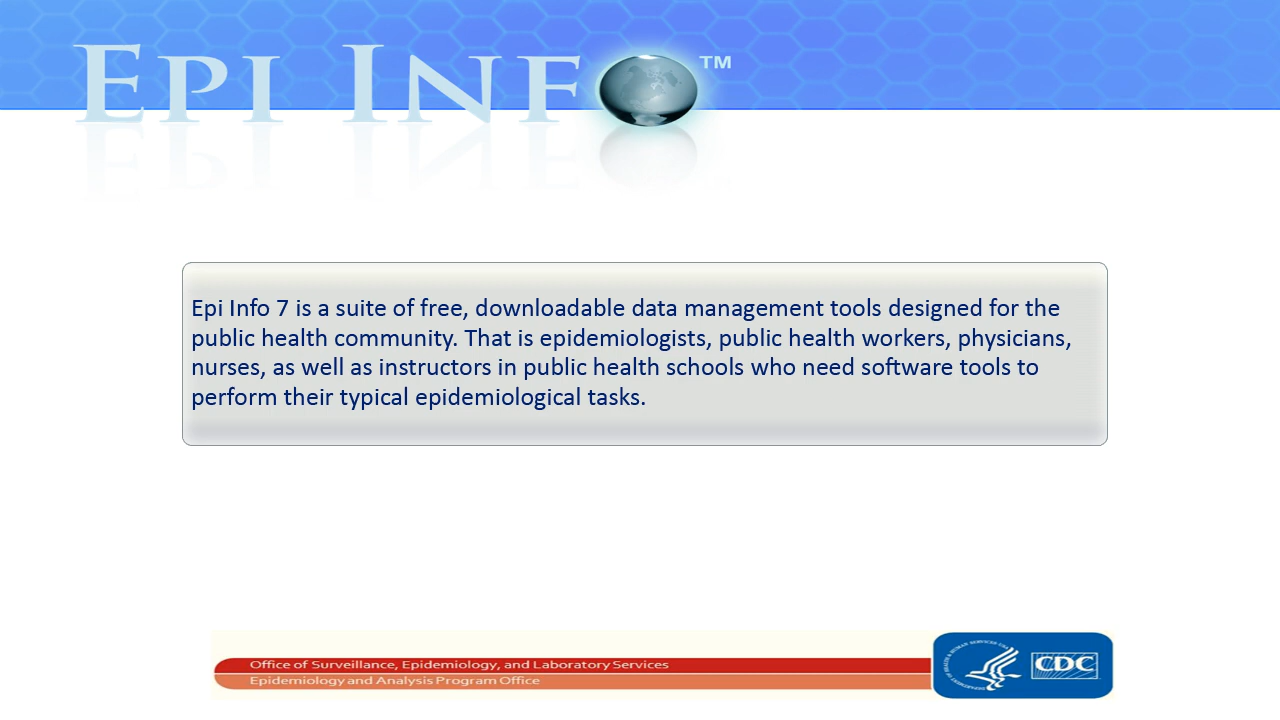 EPI INFO™
Epi Info 7 is a suite of free, downloadable data management tools designed for the
public health community. That is epidemiologists, public health workers, physicians,
nurses, as well as instructors in public health schools who need software tools to
perform their typical epidemiological tasks.
Office of Surveillance, Epidemiology, and Laboratory Services
Epidemiology and Analysis Program Office
CDC